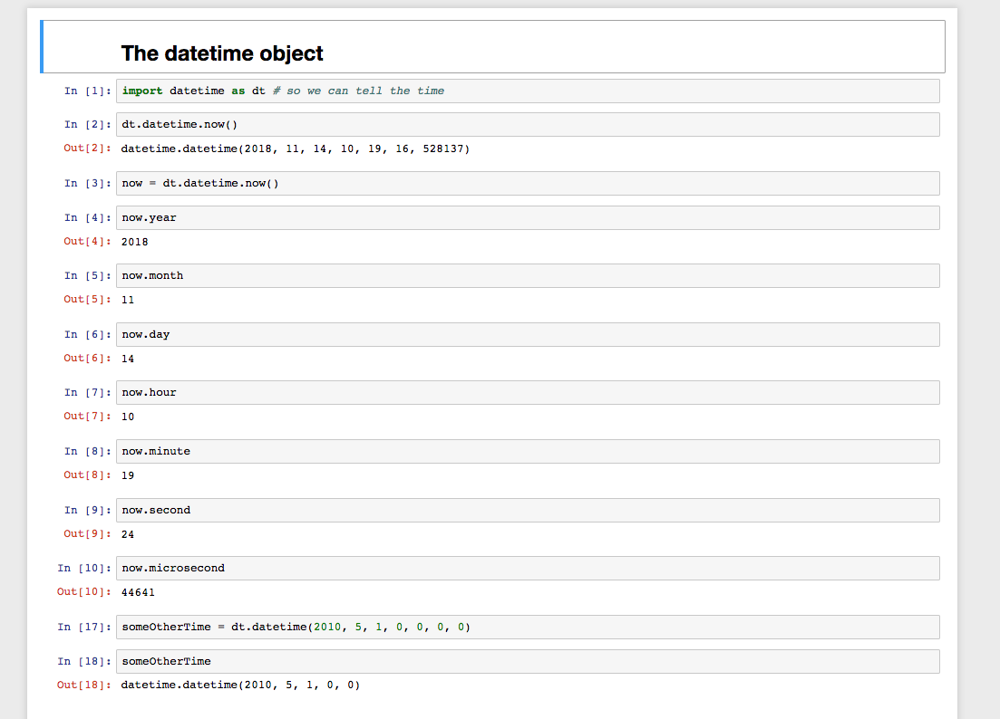 The datetime object
In [1]: import datetime as dt # so we can tell the time
In [2]: dt.datetime.now()
Out[2]: datetime.datetime(2018, 11, 14, 10, 19, 16, 528137)
In [3]: now = dt.datetime.now()
In [4]: now.year
Out[4]: 2018
In [5]: now.month
Out[5]: 11
In [6]: now.day
Out[6]: 14
In [7]: now.hour
Out[7]: 10
In [8]: now.minute
Out[8]: 19
In [9]: now.second
Out[9]: 24
In [10]: now.microsecond
Out[10]: 44641
In [17]: someOtherTime = dt.datetime(2010, 5, 1, 0, 0, 0, 0)
In [18]: someOtherTime
Out[18]: datetime.datetime(2010, 5, 1, 0, 0)